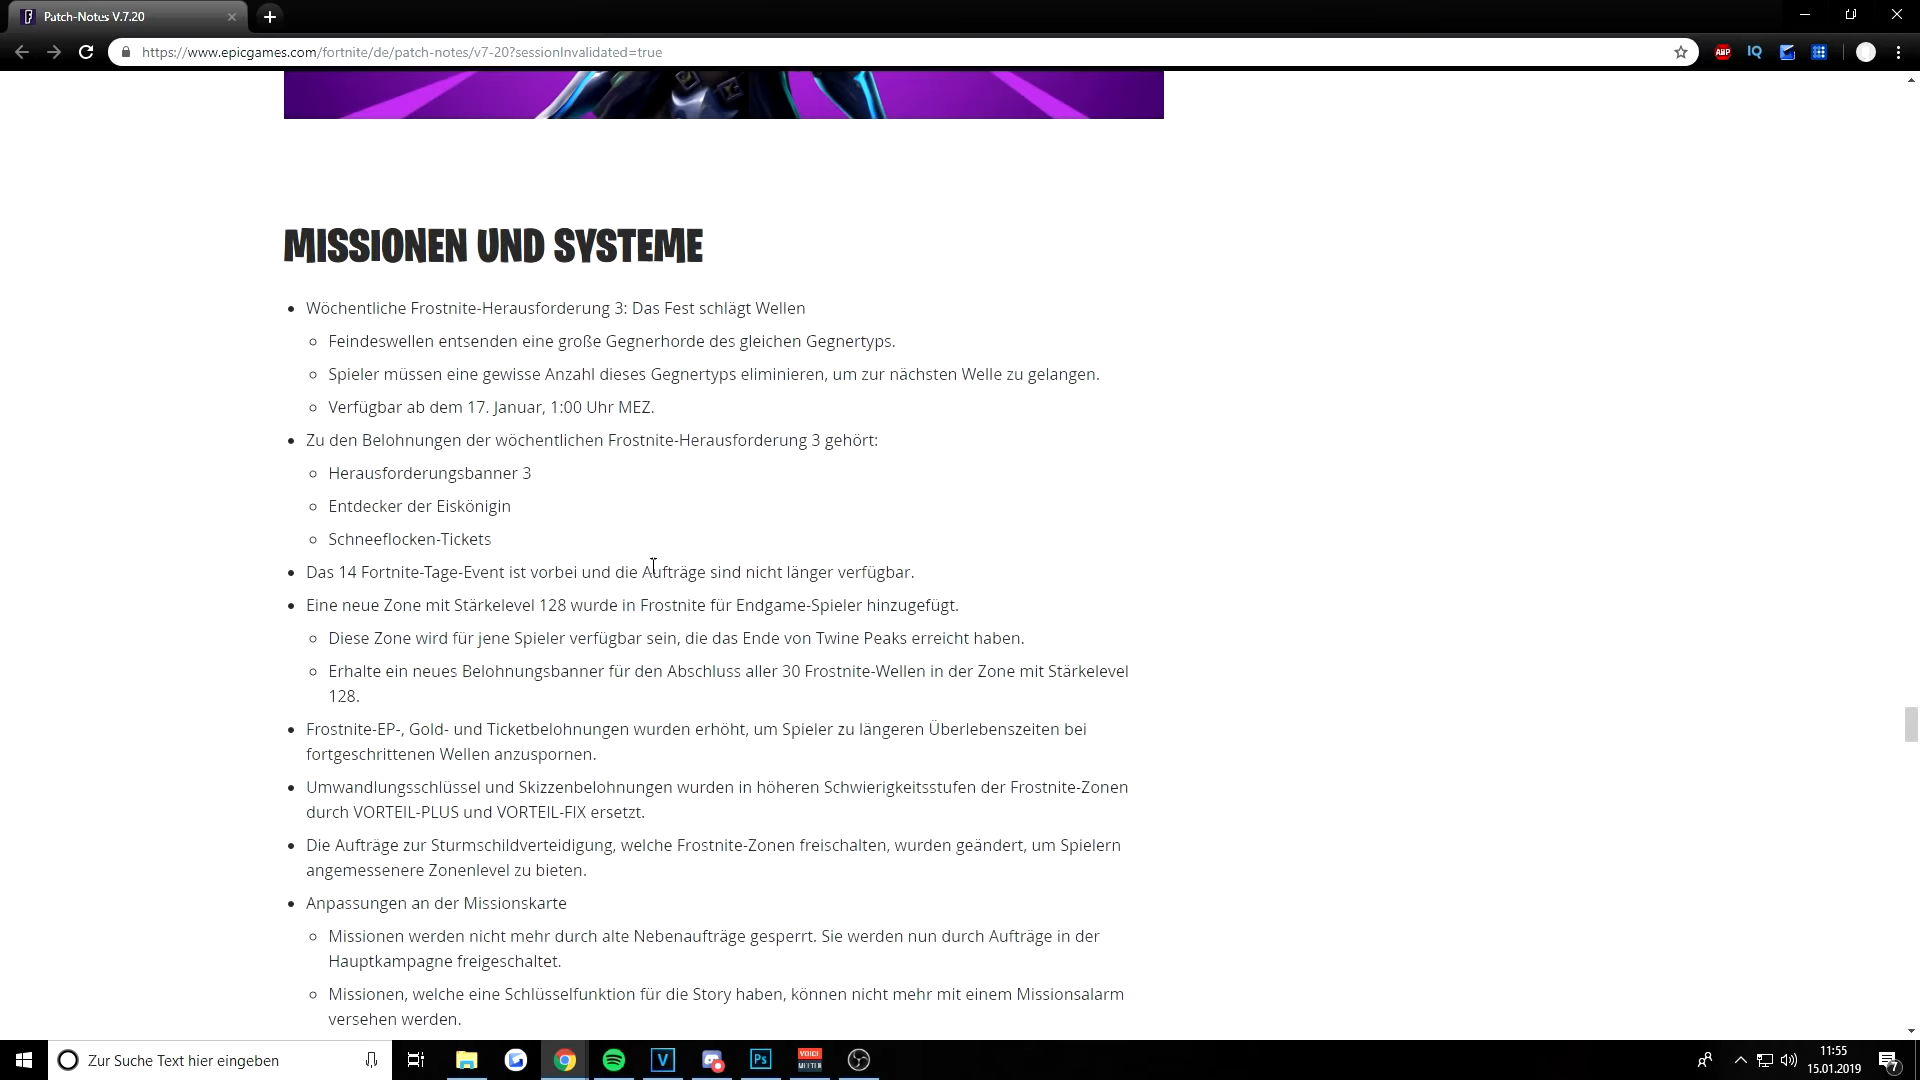 Patch-Notes V.7.20
https://www.epicgames.com/fortnite/de/patch-notes/v7-20?sessionInvalidated=true
ABP
IQ
MISSIONEN UND SYSTEME
Wöchentliche Frostnite-Herausforderung 3: Das Fest schlägt Wellen
Feindeswellen entsenden eine große Gegnerhorde des gleichen Gegnertyps.
Spieler müssen eine gewisse Anzahl dieses Gegnertyps eliminieren, um zur nächsten Welle zu gelangen.
Verfügbar ab dem 17. Januar, 1:00 Uhr MEZ.
Zu den Belohnungen der wöchentlichen Frostnite-Herausforderung 3 gehört:
Herausforderungsbanner 3
Entdecker der Eiskönigin
Schneeflocken-Tickets
Das 14 Fortnite-Tage-Event ist vorbei und die Aufträge sind nicht länger verfügbar.
Eine neue Zone mit Stärkelevel 128 wurde in Frostnite für Endgame-Spieler hinzugefügt.
Diese Zone wird für jene Spieler verfügbar sein, die das Ende von Twine Peaks erreicht haben.
Erhalte ein neues Belohnungsbanner für den Abschluss aller 30 Frostnite-Wellen in der Zone mit Stärkelevel
128.
Frostnite-EP-, Gold- und Ticketbelohnungen wurden erhöht, um Spieler zu längeren Überlebenszeiten bei
fortgeschrittenen Wellen anzuspornen.
Umwandlungsschlüssel und Skizzenbelohnungen wurden in höheren Schwierigkeitsstufen der Frostnite-Zonen
durch VORTEIL-PLUS und VORTEIL-FIX ersetzt.
Die Aufträge zur Sturmschildverteidigung, welche Frostnite-Zonen freischalten, wurden geändert, um Spielern
angemessenere Zonenlevel zu bieten.
Anpassungen an der Missionskarte
Missionen werden nicht mehr durch alte Nebenaufträge gesperrt. Sie werden nun durch Aufträge in der
Hauptkampagne freigeschaltet.
Missionen, welche eine Schlüsselfunktion für die Story haben, können nicht mehr mit einem Missionsalarm
versehen werden.
Zur Suche Text hier eingeben
V
Ps
11:55
15.01.2019
7